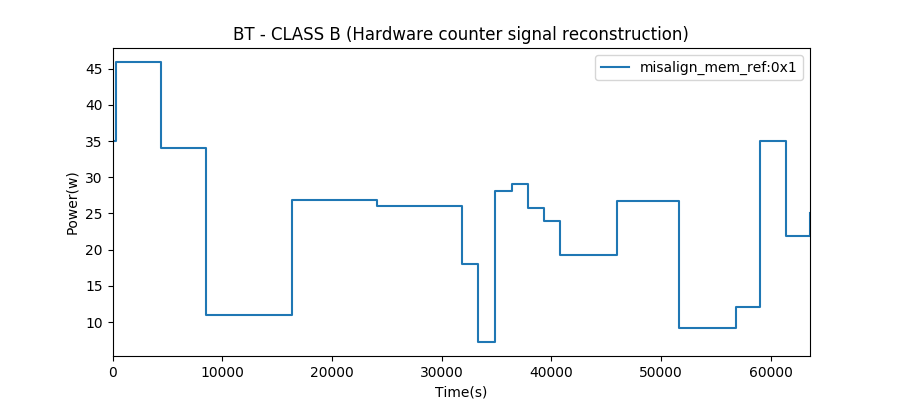 BT - CLASS B (Hardware counter signal reconstruction)
misalign_mem_ref:0x1
Power(w)
45
40
35
30
25
20
15
10
0 10000 20000 30000 40000 50000 60000
Time(s)